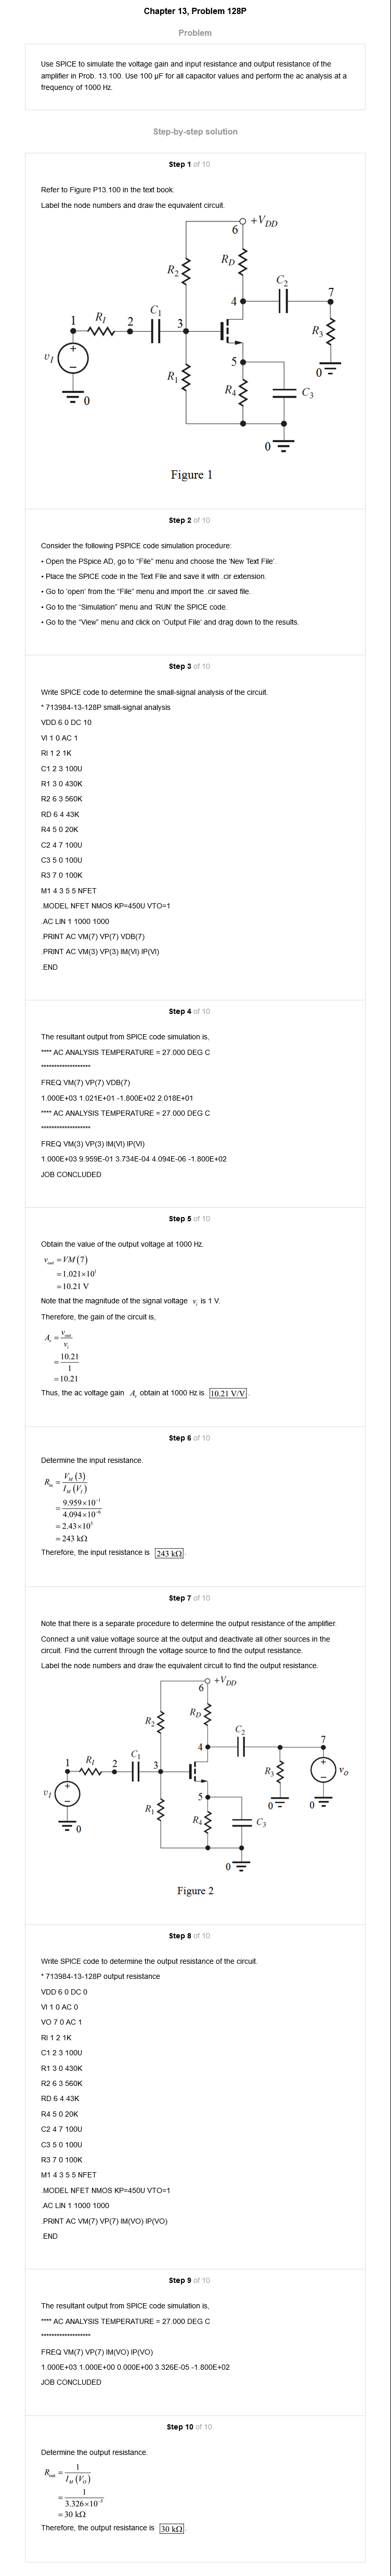 Chapter 13, Problem 128P
Problem
Use SPICE to simulate the voltage gain and input resistance and output resistance of the
amplifier in Prob. 13.100. Use 100 μF for all capacitor values and perform the ac analysis at a
frequency of 1000 Hz.
Step-by-step solution
Step 1 of 10
Refer to Figure P13.100 in the text book.
Label the node numbers and draw the equivalent circuit.
+V_DD
6
R_D
R_2
C_2
4
7
C_1
R_I
1
2
3
R_3
v_I
5
0
R_1
R_4
C_3
0
0
Figure 1
Step 2 of 10
Consider the following PSPICE code simulation procedure:
• Open the PSpice AD, go to "File" menu and choose the 'New Text File'.
• Place the SPICE code in the Text File and save it with .cir extension.
• Go to 'open' from the "File" menu and import the .cir saved file.
• Go to the "Simulation" menu and 'RUN' the SPICE code.
• Go to the "View" menu and click on 'Output File' and drag down to the results.
Step 3 of 10
Write SPICE code to determine the small-signal analysis of the circuit.
* 713984-13-128P small-signal analysis
VDD 6 0 DC 10
VI 1 0 AC 1
RI 1 2 1K
C1 2 3 100U
R1 3 0 430K
R2 6 3 560K
RD 6 4 43K
R4 5 0 20K
C2 4 7 100U
C3 5 0 100U
R3 7 0 100K
M1 4 3 5 5 NFET
.MODEL NFET NMOS KP=450U VTO=1
.AC LIN 1 1000 1000
.PRINT AC VM(7) VP(7) VDB(7)
.PRINT AC VM(3) VP(3) IM(VI) IP(VI)
.END
Step 4 of 10
The resultant output from SPICE code simulation is,
**** AC ANALYSIS TEMPERATURE = 27.000 DEG C
*******************
FREQ VM(7) VP(7) VDB(7)
1.000E+03 1.021E+01 -1.800E+02 2.018E+01
**** AC ANALYSIS TEMPERATURE = 27.000 DEG C
*******************
FREQ VM(3) VP(3) IM(VI) IP(VI)
1.000E+03 9.959E-01 3.734E-04 4.094E-06 -1.800E+02
JOB CONCLUDED
Step 5 of 10
Obtain the value of the output voltage at 1000 Hz.
v_out = VM(7)
= 1.021×10^1
= 10.21 V
Note that the magnitude of the signal voltage v_i is 1 V.
Therefore, the gain of the circuit is,
A_v = v_out / v_i
= 10.21 / 1
= 10.21
Thus, the ac voltage gain A_v obtain at 1000 Hz is 10.21 V/V.
Step 6 of 10
Determine the input resistance.
R_in = V_M(3) / I_M(V_I)
= 9.959×10^-1 / 4.094×10^-6
= 2.43×10^5
= 243 kΩ
Therefore, the input resistance is 243 kΩ.
Step 7 of 10
Note that there is a separate procedure to determine the output resistance of the amplifier.
Connect a unit value voltage source at the output and deactivate all other sources in the
circuit. Find the current through the voltage source to find the output resistance.
Label the node numbers and draw the equivalent circuit to find the output resistance.
+V_DD
6
R_D
R_2
C_2
4
7
C_1
R_I
1
2
3
R_3
v_O
v_I
5
0
0
R_1
R_4
C_3
0
0
Figure 2
Step 8 of 10
Write SPICE code to determine the output resistance of the circuit.
* 713984-13-128P output resistance
VDD 6 0 DC 0
VI 1 0 AC 0
VO 7 0 AC 1
RI 1 2 1K
C1 2 3 100U
R1 3 0 430K
R2 6 3 560K
RD 6 4 43K
R4 5 0 20K
C2 4 7 100U
C3 5 0 100U
R3 7 0 100K
M1 4 3 5 5 NFET
.MODEL NFET NMOS KP=450U VTO=1
.AC LIN 1 1000 1000
.PRINT AC VM(7) VP(7) IM(VO) IP(VO)
.END
Step 9 of 10
The resultant output from SPICE code simulation is,
**** AC ANALYSIS TEMPERATURE = 27.000 DEG C
*******************
FREQ VM(7) VP(7) IM(VO) IP(VO)
1.000E+03 1.000E+00 0.000E+00 3.326E-05 -1.800E+02
JOB CONCLUDED
Step 10 of 10
Determine the output resistance.
R_out = 1 / I_M(V_O)
= 1 / 3.326×10^-5
= 30 kΩ
Therefore, the output resistance is 30 kΩ.